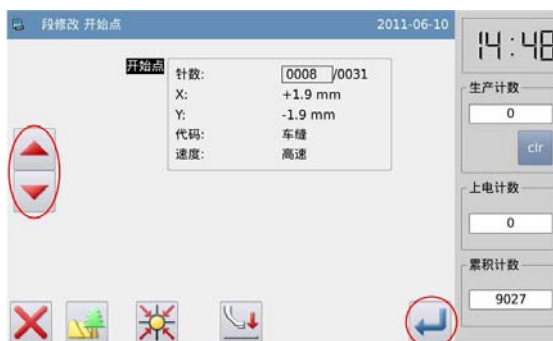 段修改 开始点 2011-06-10
14:48
开始点
针数: 0008 /0031
X: +1.9 mm
Y: -1.9 mm
代码: 车缝
速度: 高速
生产计数
0
clr
上电计数
0
累积计数
9027